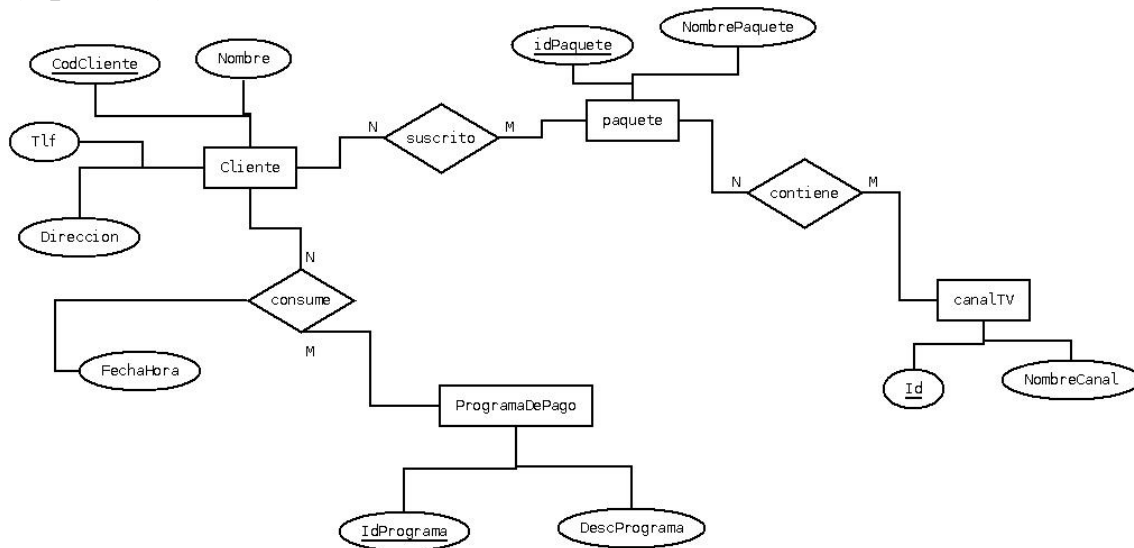 NombrePaquete
idPaquete
CodCliente
Nombre
Tlf
N
suscrito
M
paquete
Cliente
N
contiene
M
Direccion
N
consume
canalTV
M
FechaHora
Id
NombreCanal
ProgramaDePago
IdPrograma
DescPrograma